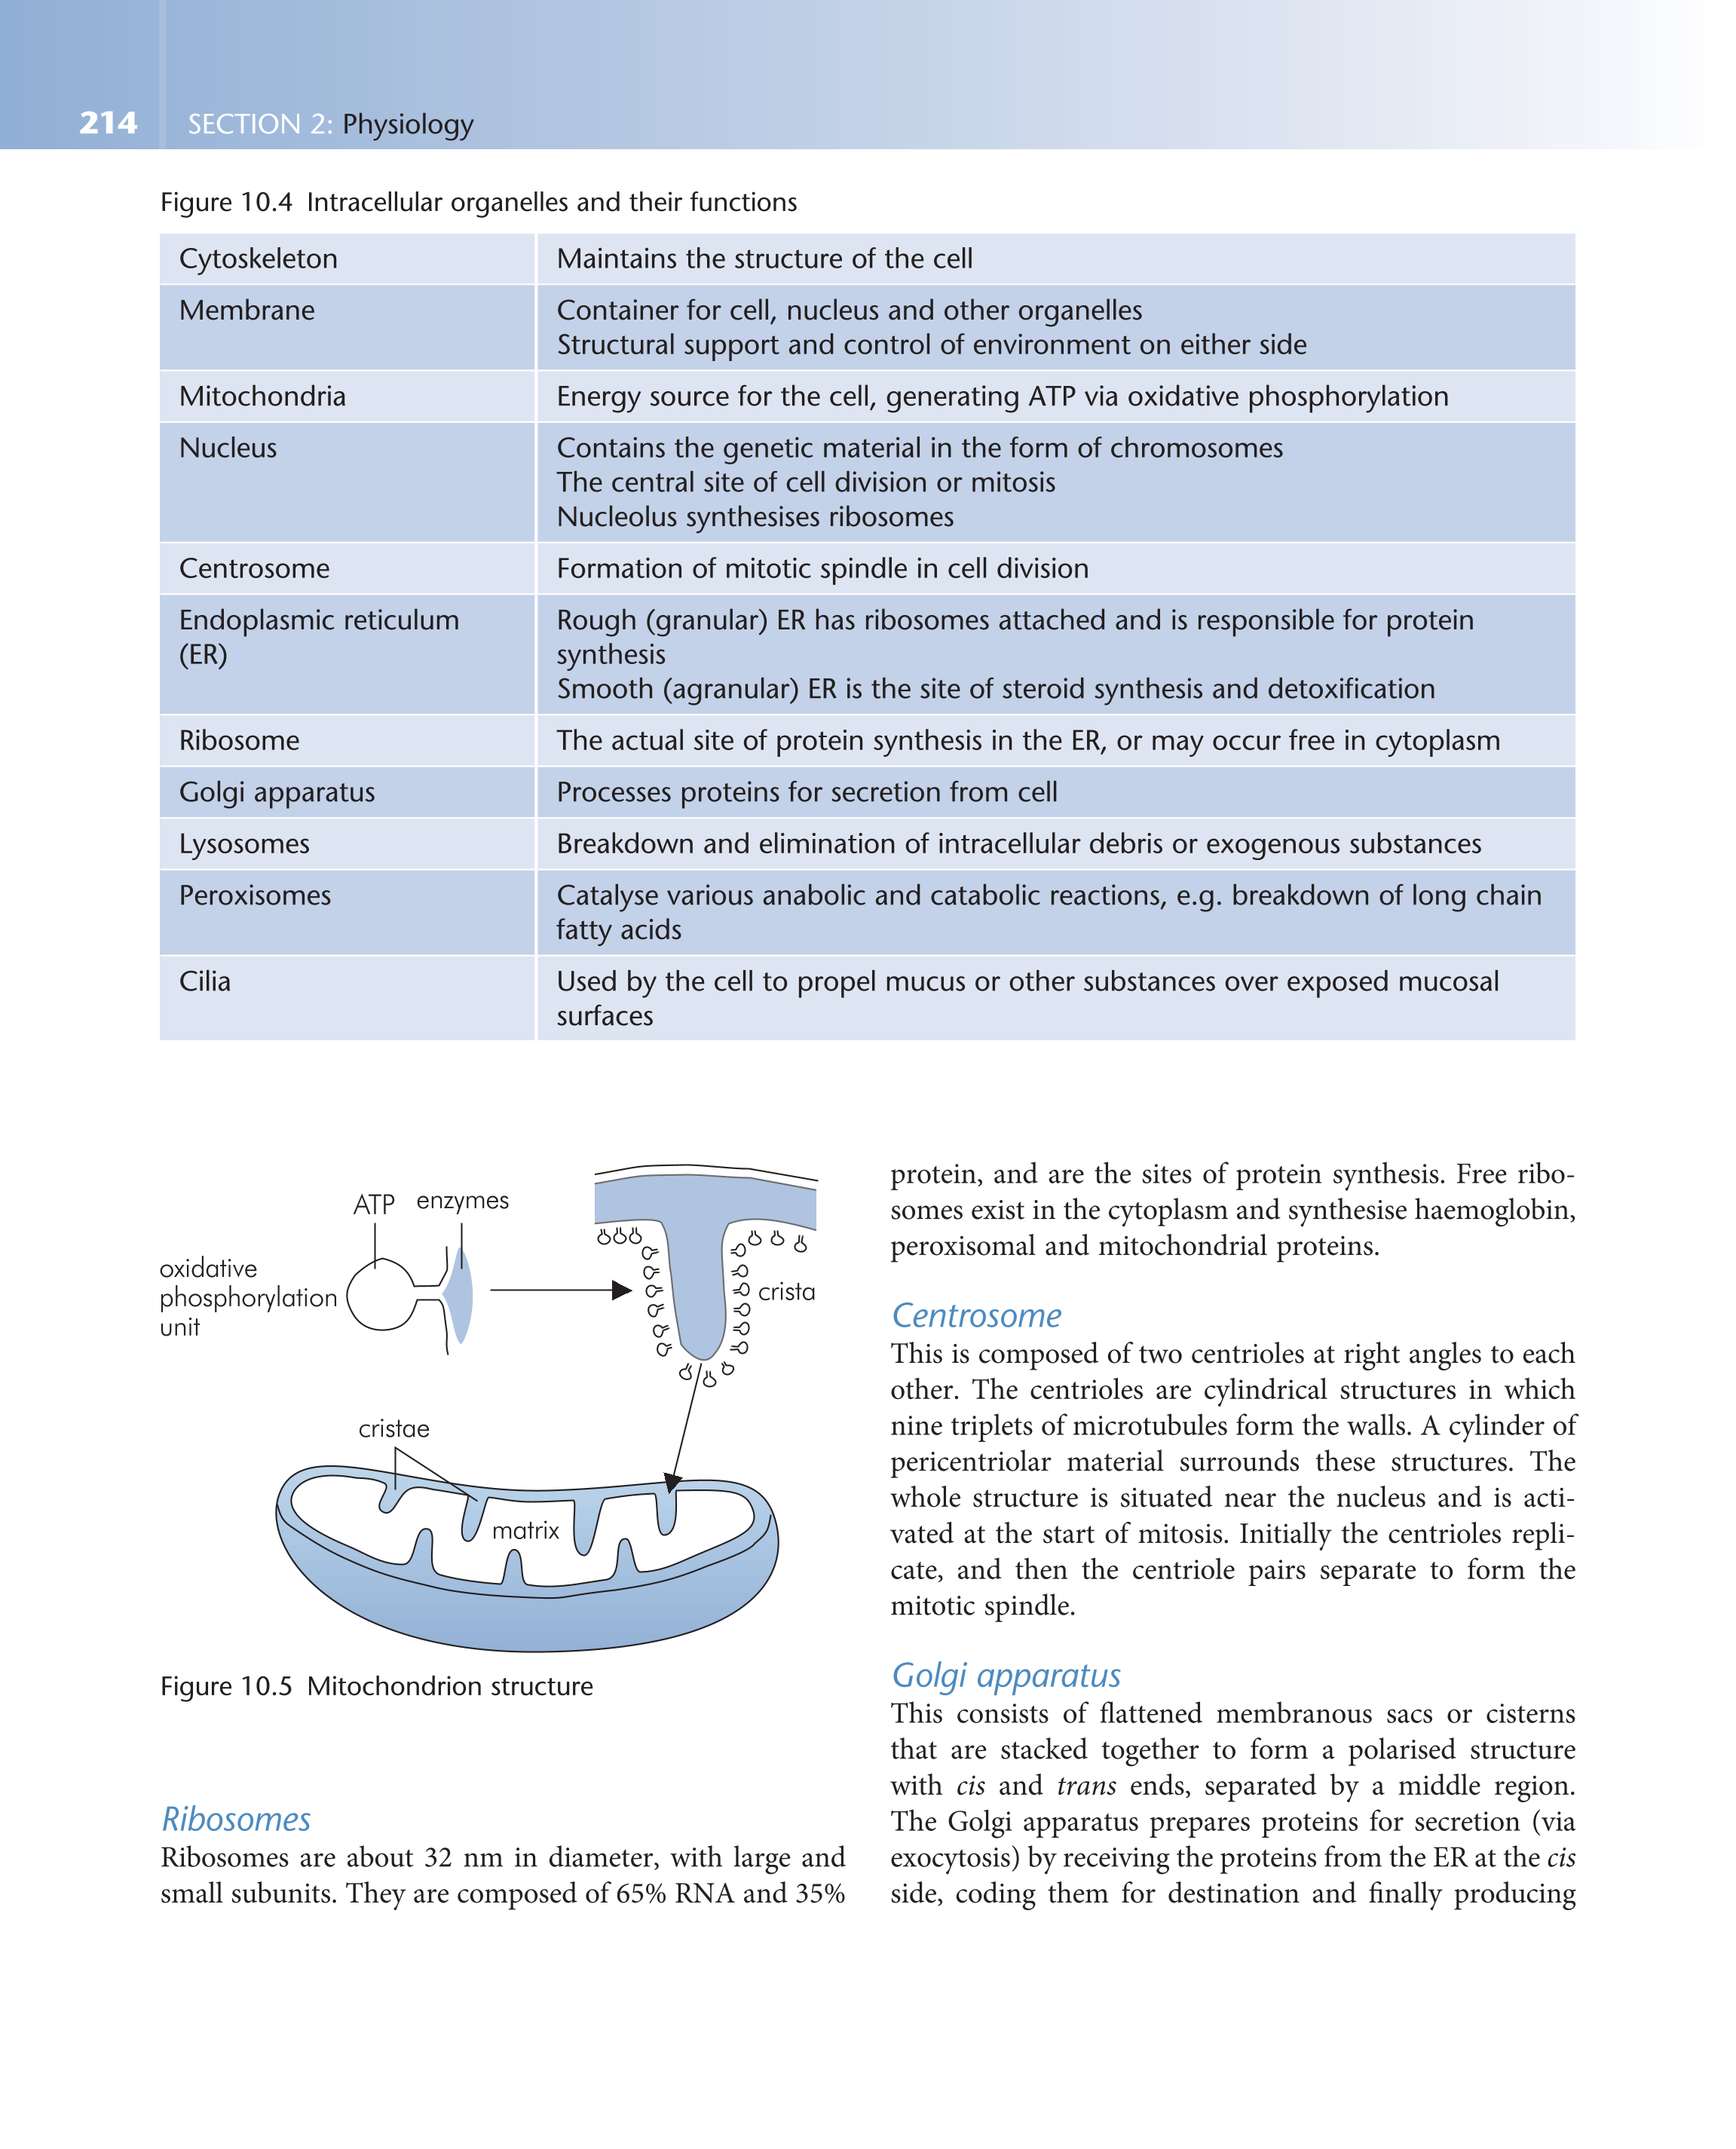 214 SECTION 2: Physiology
Figure 10.4 Intracellular organelles and their functions
Cytoskeleton Maintains the structure of the cell
Membrane Container for cell, nucleus and other organelles
Structural support and control of environment on either side
Mitochondria Energy source for the cell, generating ATP via oxidative phosphorylation
Nucleus Contains the genetic material in the form of chromosomes
The central site of cell division or mitosis
Nucleolus synthesises ribosomes
Centrosome Formation of mitotic spindle in cell division
Endoplasmic reticulum Rough (granular) ER has ribosomes attached and is responsible for protein
(ER) synthesis
Smooth (agranular) ER is the site of steroid synthesis and detoxification
Ribosome The actual site of protein synthesis in the ER, or may occur free in cytoplasm
Golgi apparatus Processes proteins for secretion from cell
Lysosomes Breakdown and elimination of intracellular debris or exogenous substances
Peroxisomes Catalyse various anabolic and catabolic reactions, e.g. breakdown of long chain
fatty acids
Cilia Used by the cell to propel mucus or other substances over exposed mucosal
surfaces
ATP enzymes
oxidative
phosphorylation
unit
crista
cristae
matrix
Figure 10.5 Mitochondrion structure
Ribosomes
Ribosomes are about 32 nm in diameter, with large and
small subunits. They are composed of 65% RNA and 35%
protein, and are the sites of protein synthesis. Free ribo-
somes exist in the cytoplasm and synthesise haemoglobin,
peroxisomal and mitochondrial proteins.
Centrosome
This is composed of two centrioles at right angles to each
other. The centrioles are cylindrical structures in which
nine triplets of microtubules form the walls. A cylinder of
pericentriolar material surrounds these structures. The
whole structure is situated near the nucleus and is acti-
vated at the start of mitosis. Initially the centrioles repli-
cate, and then the centriole pairs separate to form the
mitotic spindle.
Golgi apparatus
This consists of flattened membranous sacs or cisterns
that are stacked together to form a polarised structure
with cis and trans ends, separated by a middle region.
The Golgi apparatus prepares proteins for secretion (via
exocytosis) by receiving the proteins from the ER at the cis
side, coding them for destination and finally producing